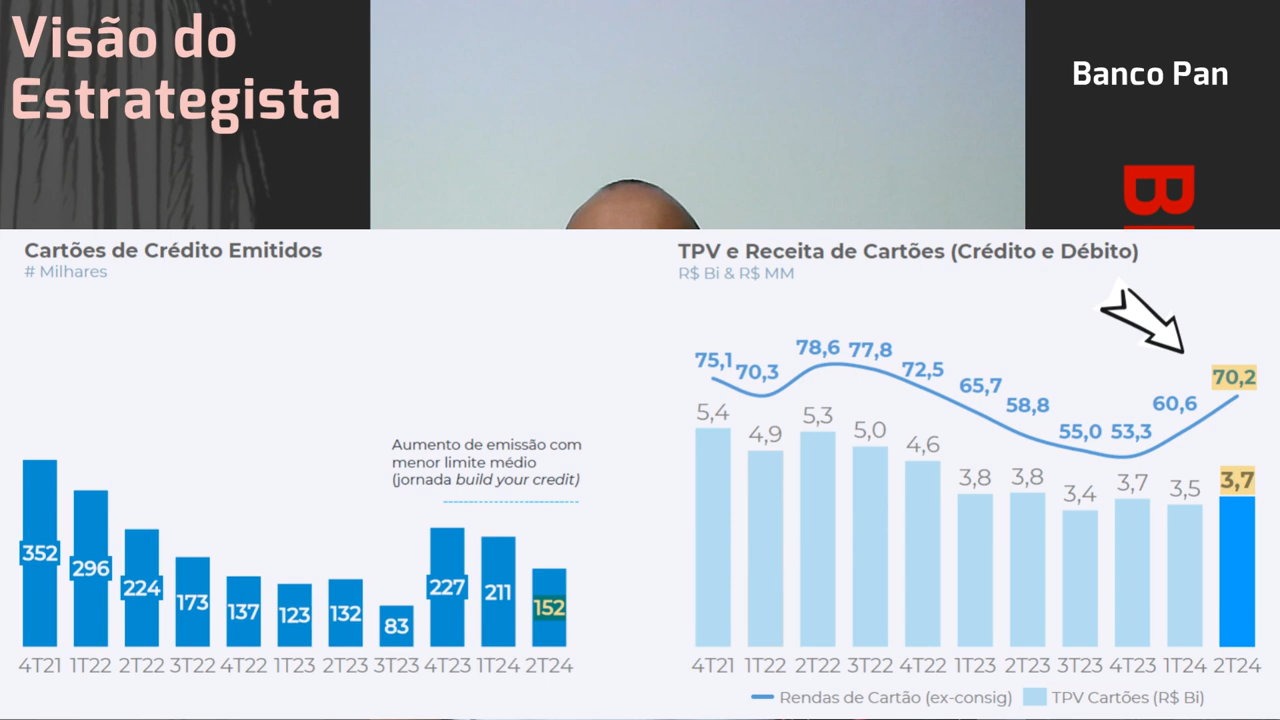 Visão do
Estrategista
Banco Pan
B
Cartões de Crédito Emitidos
# Milhares
Aumento de emissão com
menor limite médio
(jornada build your credit)
352 296 224 173 137 123 132 83 227 211 152
4T21 1T22 2T22 3T22 4T22 1T23 2T23 3T23 4T23 1T24 2T24
TPV e Receita de Cartões (Crédito e Débito)
R$ Bi & R$ MM
75,1 70,3 78,6 77,8 72,5 65,7 58,8 55,0 53,3 60,6 70,2
5,4 4,9 5,3 5,0 4,6 3,8 3,8 3,4 3,7 3,5 3,7
4T21 1T22 2T22 3T22 4T22 1T23 2T23 3T23 4T23 1T24 2T24
Rendas de Cartão (ex-consig) TPV Cartões (R$ Bi)